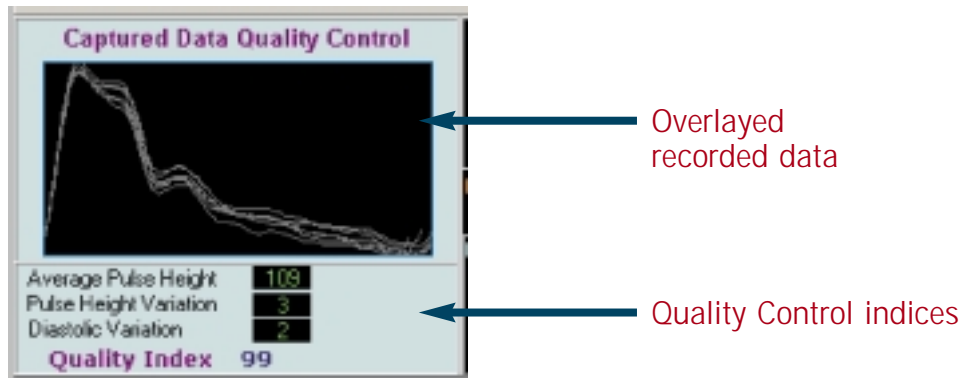 Captured Data Quality Control
Overlayed
recorded data
Average Pulse Height 109
Pulse Height Variation 3
Diastolic Variation 2
Quality Index 99
Quality Control indices